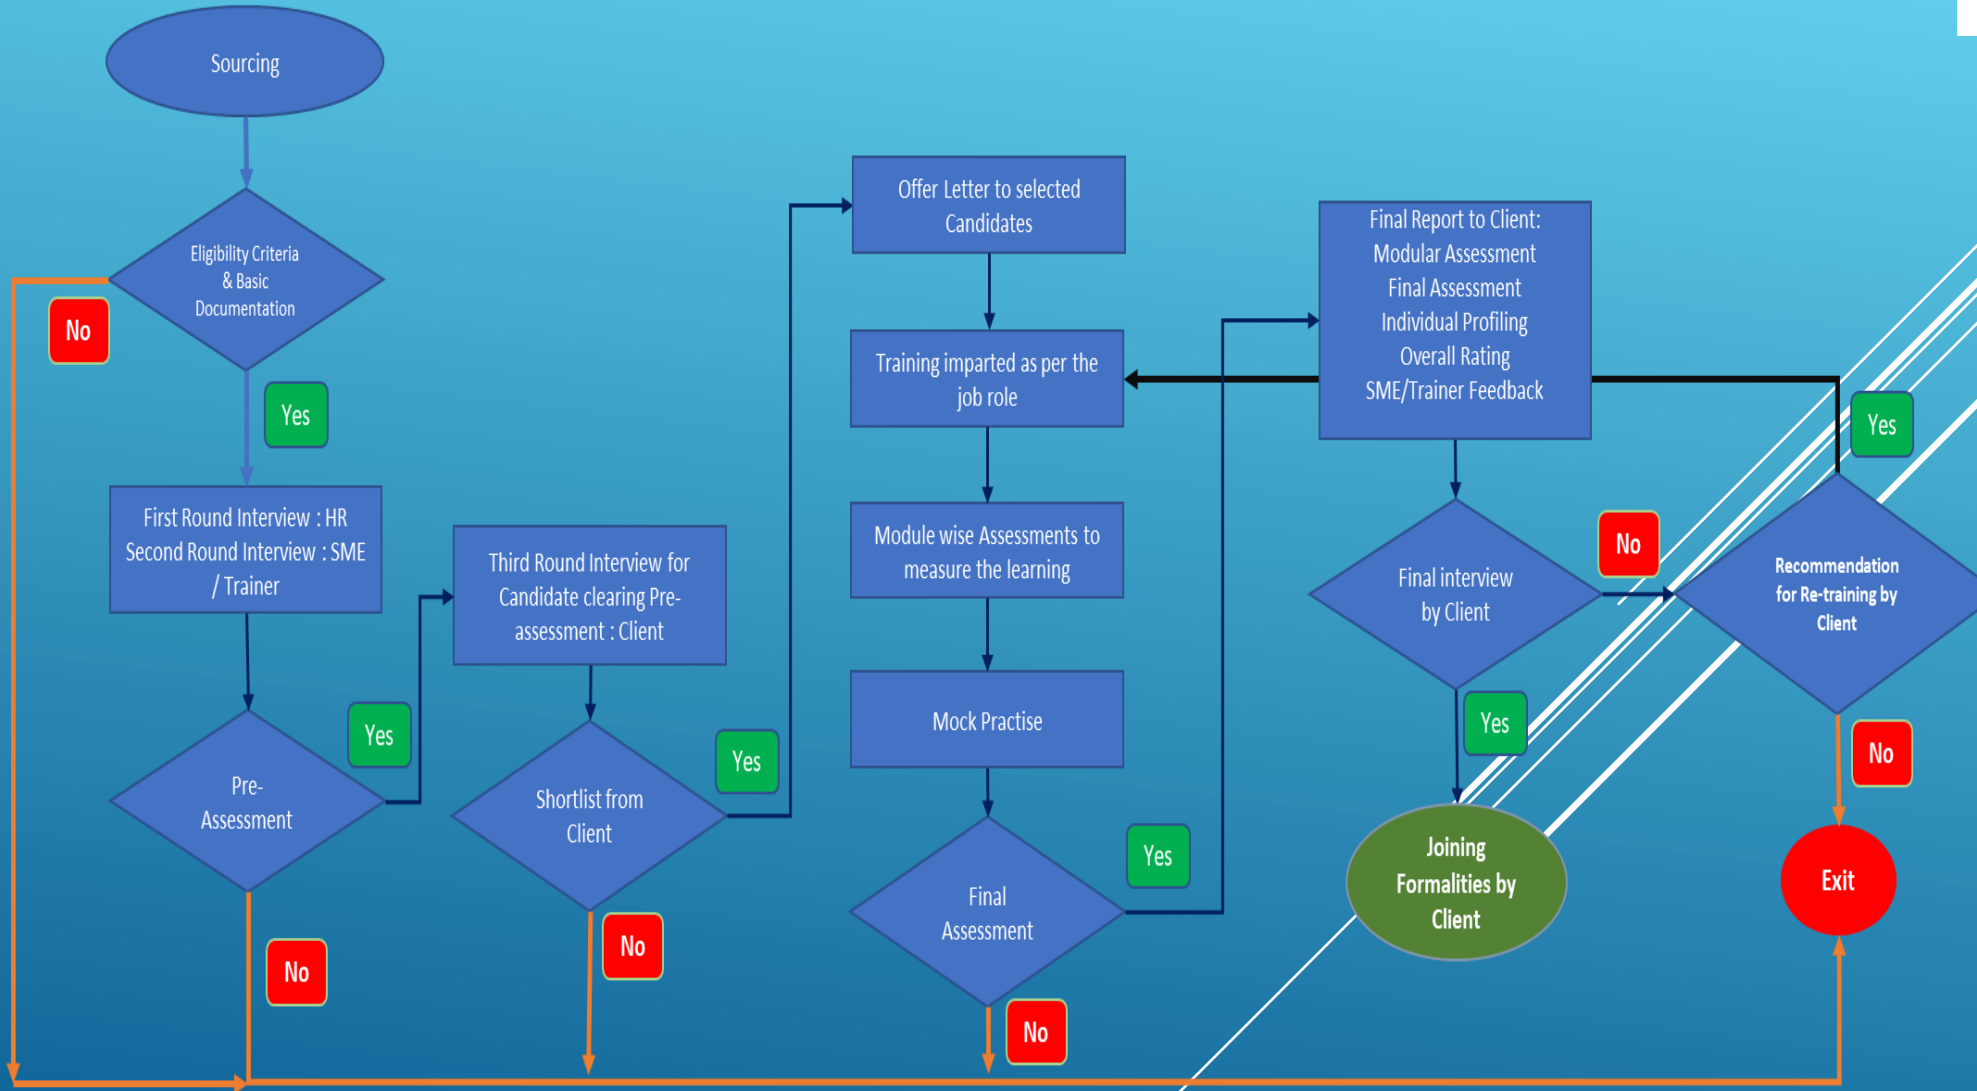 Sourcing
Eligibility Criteria
& Basic
Documentation
No
Yes
First Round Interview : HR
Second Round Interview : SME
/ Trainer
Pre-
Assessment
Yes
No
Third Round Interview for
Candidate clearing Pre-
assessment : Client
Shortlist from
Client
Yes
No
Offer Letter to selected
Candidates
Training imparted as per the
job role
Module wise Assessments to
measure the learning
Mock Practise
Final
Assessment
Yes
No
Final Report to Client:
Modular Assessment
Final Assessment
Individual Profiling
Overall Rating
SME/Trainer Feedback
Final interview
by Client
No
Yes
Joining
Formalities by
Client
Recommendation
for Re-training by
Client
Yes
No
Exit